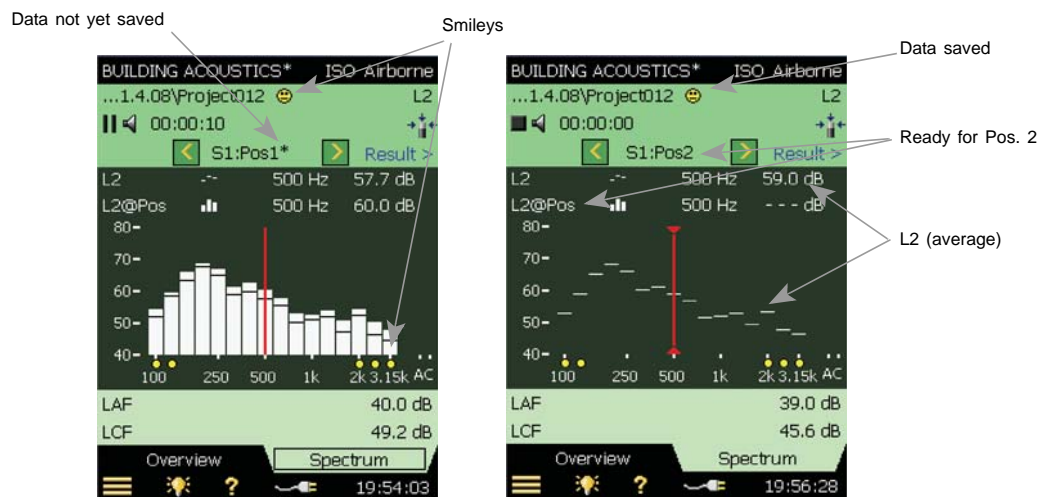 Data not yet saved
Smileys
Data saved
Ready for Pos. 2
L2 (average)
BUILDING ACOUSTICS* ISO Airborne
...1.4.08\Project012 L2
00:00:10
< S1:Pos1* > Result >
L2 500 Hz 57.7 dB
L2@Pos 500 Hz 60.0 dB
80-
70-
60-
50-
40-
100 250 500 1k 2k 3.15k AC
LAF 40.0 dB
LCF 49.2 dB
Overview Spectrum
? 19:54:03
BUILDING ACOUSTICS* ISO Airborne
...1.4.08\Project012 L2
00:00:00
< S1:Pos2 > Result >
L2 500 Hz 59.0 dB
L2@Pos 500 Hz - - - dB
80-
70-
60-
50-
40-
100 250 500 1k 2k 3.15k AC
LAF 39.0 dB
LCF 45.6 dB
Overview Spectrum
? 19:56:28